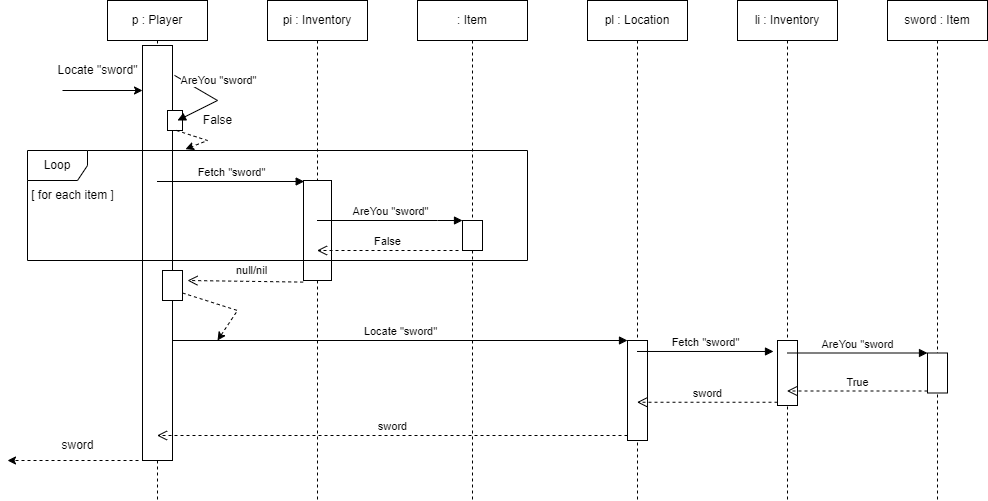 p : Player
pi : Inventory
: Item
pl : Location
li : Inventory
sword : Item
Locate "sword"
AreYou "sword"
False
Loop
[ for each item ]
Fetch "sword"
AreYou "sword"
False
null/nil
Locate "sword"
Fetch "sword"
AreYou "sword
True
sword
sword
sword